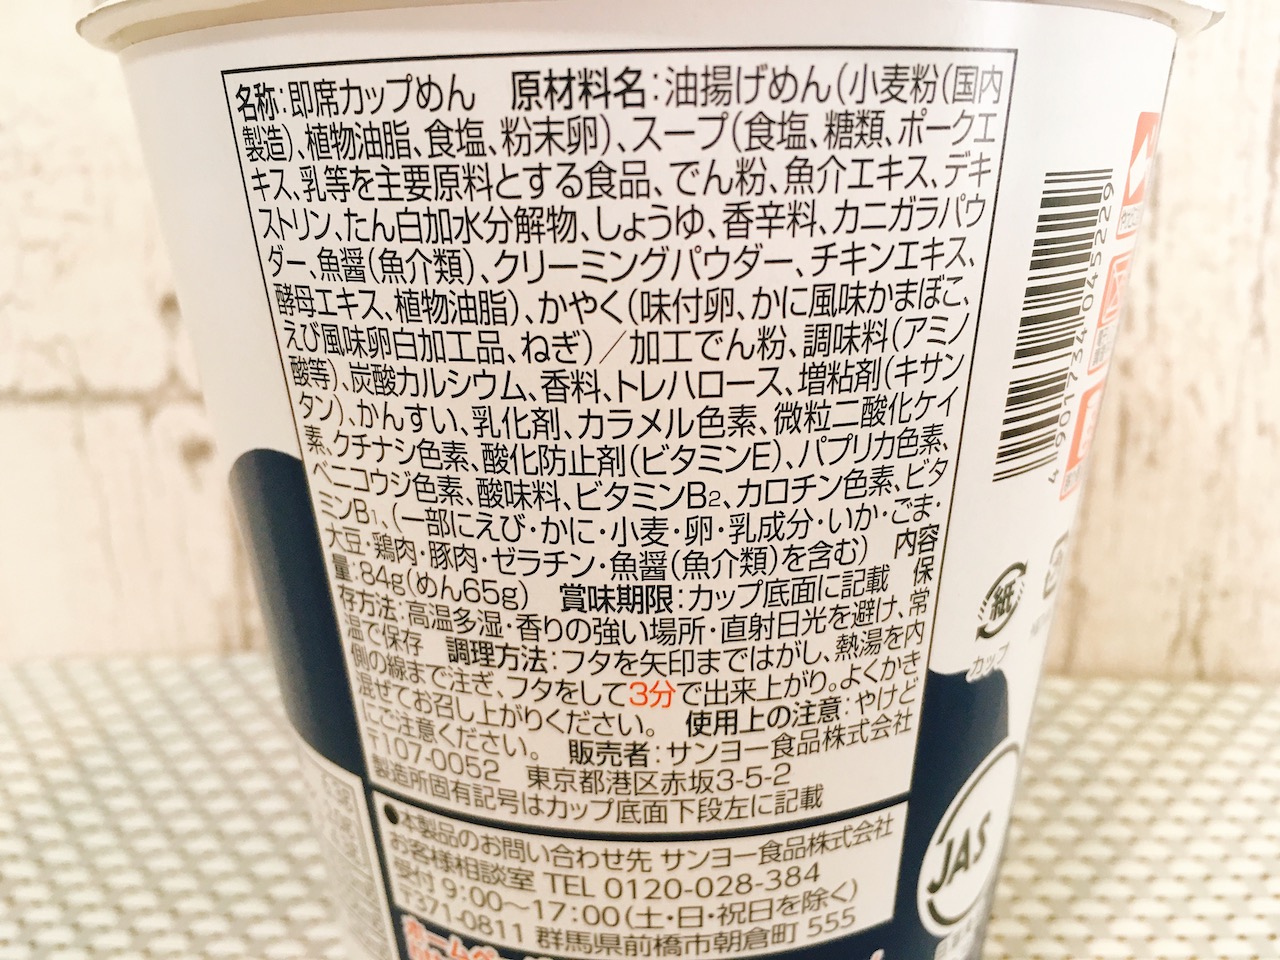 名称:即席カップめん 原材料名:油揚げめん(小麦粉(国内
製造)、植物油脂、食塩、粉末卵)、スープ(食塩、糖類、ポークエ
キス、乳等を主要原料とする食品、でん粉、魚介エキス、デキ
ストリン、たん白加水分解物、しょうゆ、香辛料、カニガラパウ
ダー、魚醤(魚介類)、クリーミングパウダー、チキンエキス、
酵母エキス、植物油脂)、かやく(味付卵、かに風味かまぼこ、
えび風味卵白加工品、ねぎ)/加工でん粉、調味料(アミノ
酸等)、炭酸カルシウム、香料、トレハロース、増粘剤(キサン
タン)、かんすい、乳化剤、カラメル色素、微粒二酸化ケイ
素、クチナシ色素、酸化防止剤(ビタミンE)、パプリカ色素、
ベニコウジ色素、酸味料、ビタミンB2、カロチン色素、ビタ
ミンB1、(一部にえび・かに・小麦・卵・乳成分・いか・ごま・
大豆・鶏肉・豚肉・ゼラチン・魚醤(魚介類)を含む) 内容
量:84g(めん65g) 賞味期限:カップ底面に記載 保
存方法:高温多湿・香りの強い場所・直射日光を避け、常
温で保存 調理方法:フタを矢印まではがし、熱湯を内
側の線まで注ぎ、フタをして3分で出来上がり。よくかき
混ぜてお召し上がりください。 使用上の注意:やけど
にご注意ください。 販売者:サンヨー食品株式会社
〒107-0052 東京都港区赤坂3-5-2
製造所固有記号はカップ底面下段左に記載
●本製品のお問い合わせ先 サンヨー食品株式会社
お客様相談室 TEL 0120-028-384
受付 9:00~17:00(土・日・祝日を除く)
〒371-0811 群馬県前橋市朝倉町 555
ホームペー
4 901734 045229
紙
カップ
JAS